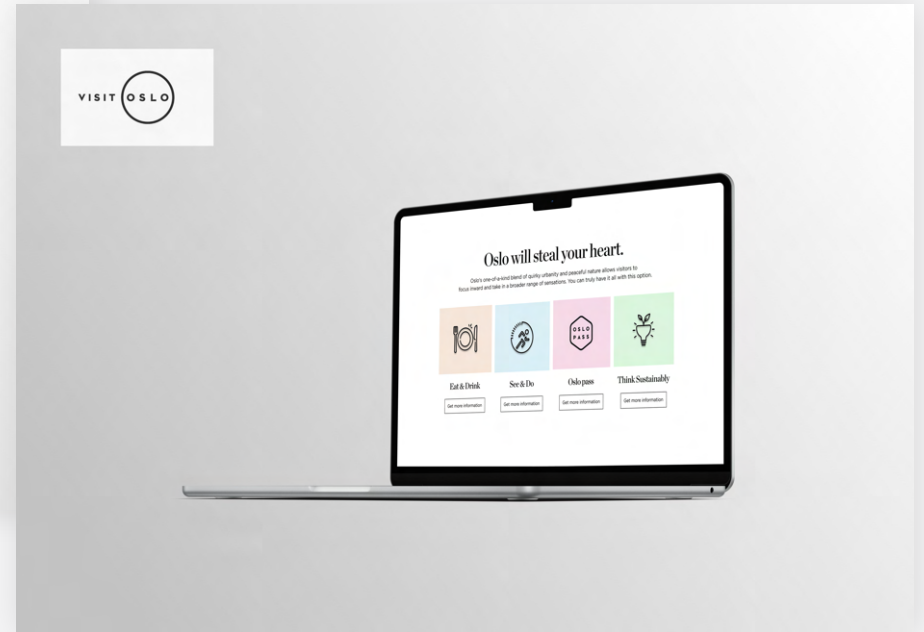 VISIT OSLO
Oslo will steal your heart.
Oslo's one-of-a-kind blend of quirky urbanity and peaceful nature allows visitors to
focus inward and take in a broader range of sensations. You can truly have it all with this option.
OSLO
PASS
Eat & Drink
See & Do
Oslo pass
Think Sustainably
Get more information
Get more information
Get more information
Get more information